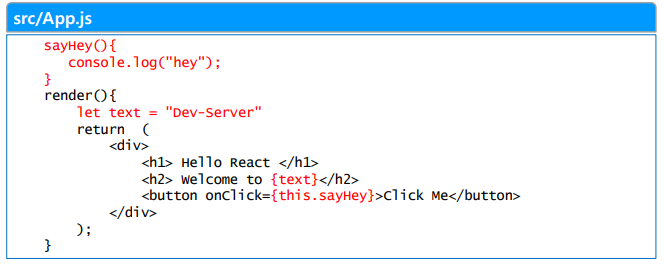 src/App.js
sayHey(){
console.log("hey");
}
render(){
let text = "Dev-Server"
return (
<div>
<h1> Hello React </h1>
<h2> Welcome to {text}</h2>
<button onClick={this.sayHey}>Click Me</button>
</div>
);
}